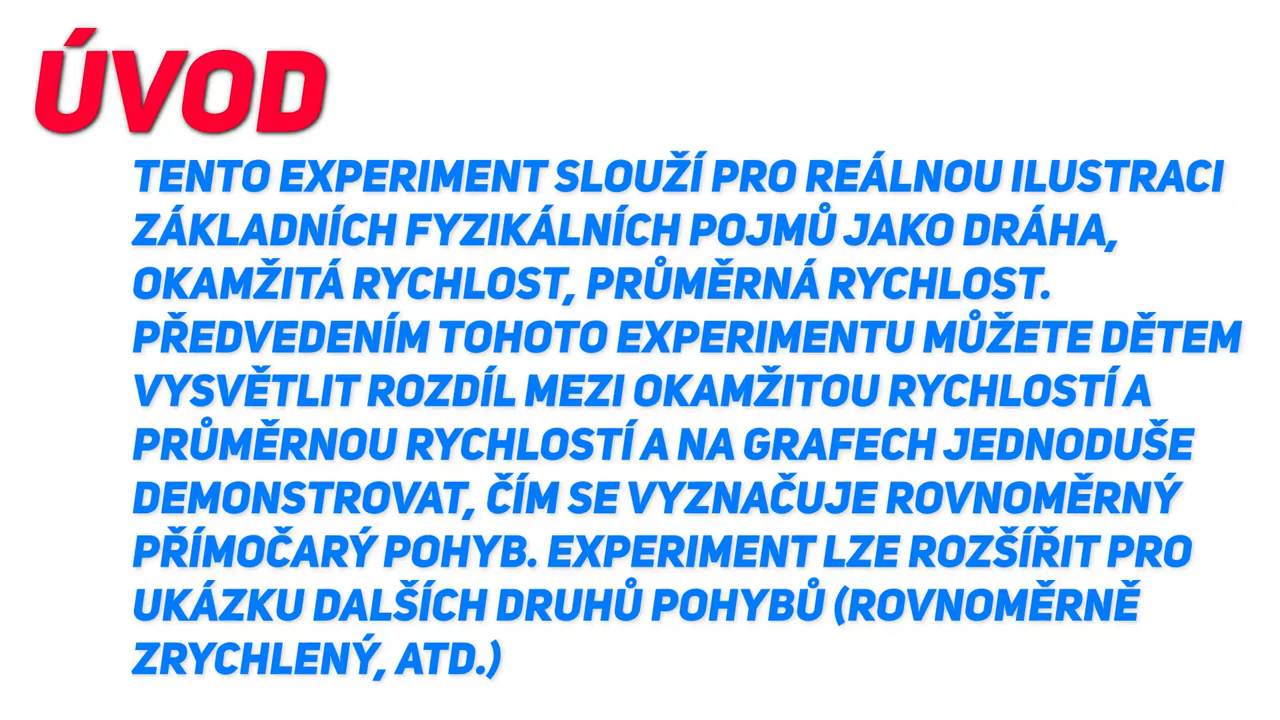 ÚVOD
TENTO EXPERIMENT SLOUŽÍ PRO REÁLNOU ILUSTRACI
ZÁKLADNÍCH FYZIKÁLNÍCH POJMŮ JAKO DRÁHA,
OKAMŽITÁ RYCHLOST, PRŮMĚRNÁ RYCHLOST.
PŘEDVEDENÍM TOHOTO EXPERIMENTU MŮŽETE DĚTEM
VYSVĚTLIT ROZDÍL MEZI OKAMŽITOU RYCHLOSTÍ A
PRŮMĚRNOU RYCHLOSTÍ A NA GRAFECH JEDNODUŠE
DEMONSTROVAT, ČÍM SE VYZNAČUJE ROVNOMĚRNÝ
PŘÍMOČARÝ POHYB. EXPERIMENT LZE ROZŠÍŘIT PRO
UKÁZKU DALŠÍCH DRUHŮ POHYBŮ (ROVNOMĚRNĚ
ZRYCHLENÝ, ATD.)